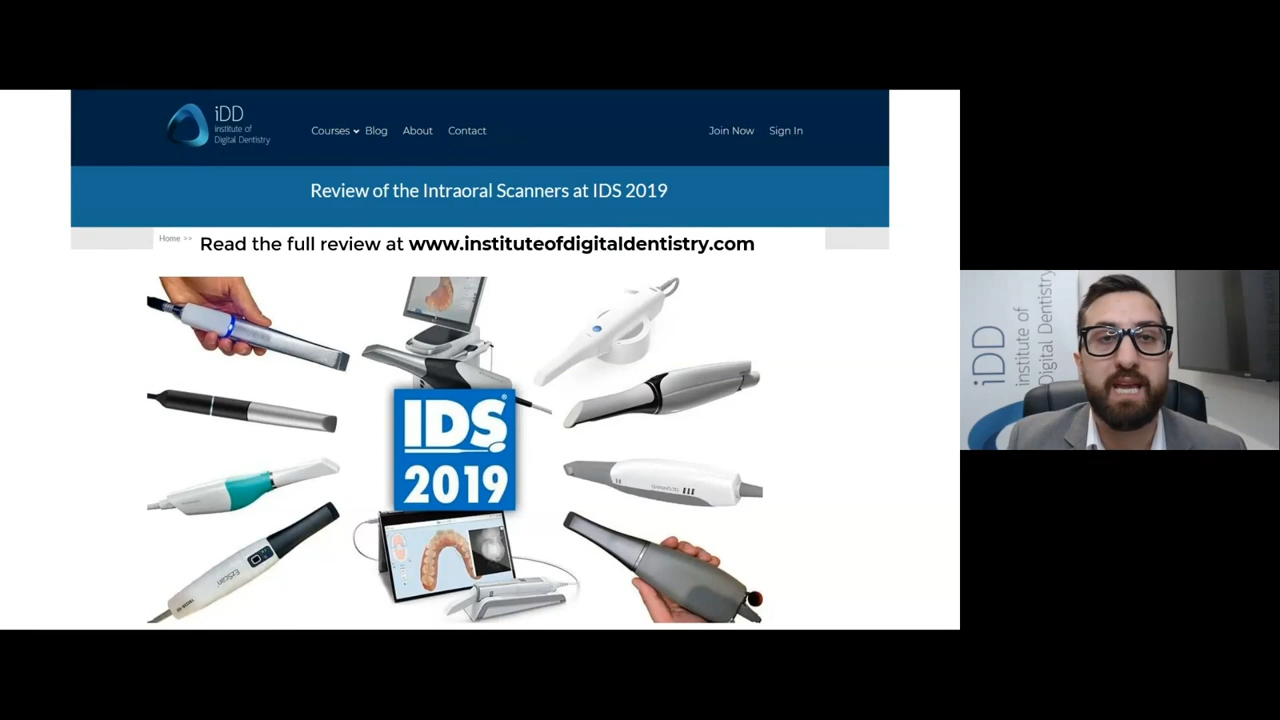 iDD
institute of
Digital Dentistry
Courses Blog About Contact
Join Now Sign In
Review of the Intraoral Scanners at IDS 2019
Home >>
Read the full review at www.instituteofdigitaldentistry.com
IDS®
2019
EzScan
iDD
institute of
Digital Dentistry